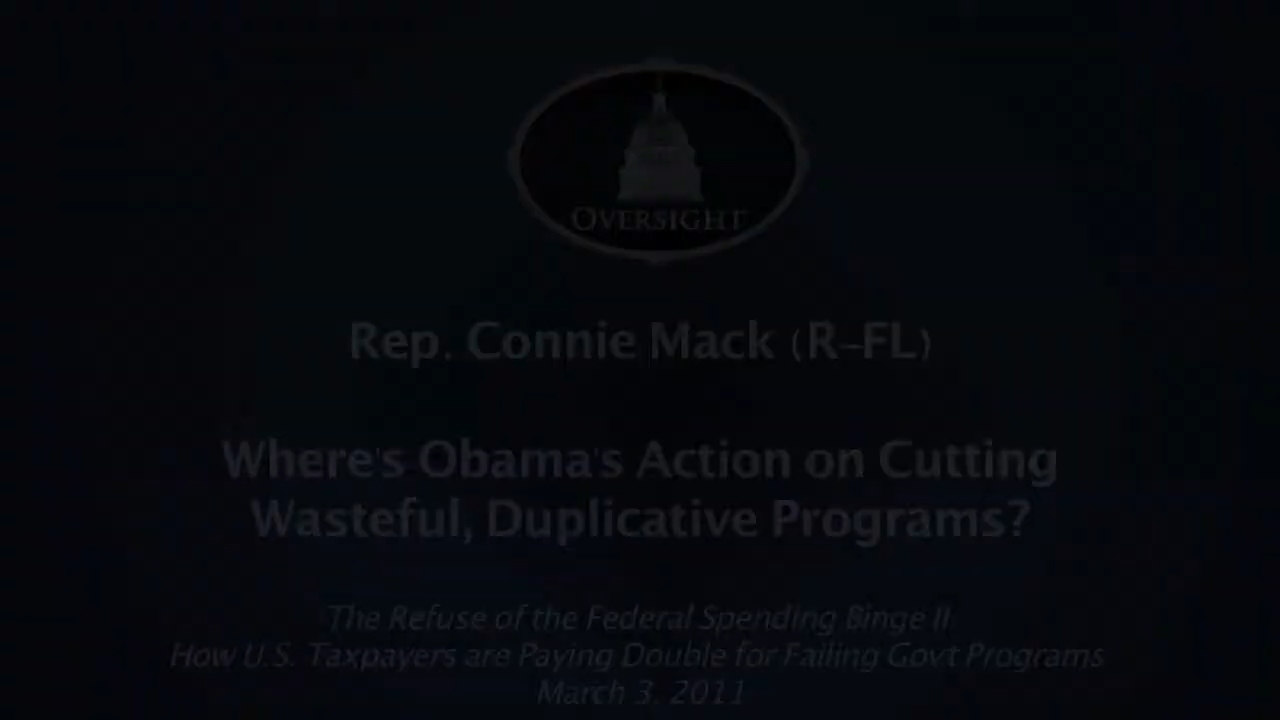 OVERSIGHT
Rep. Connie Mack (R-FL)
Where's Obama's Action on Cutting
Wasteful, Duplicative Programs?
The Refuse of the Federal Spending Binge II
How U.S. Taxpayers are Paying Double for Failing Govt Programs
March 3, 2011